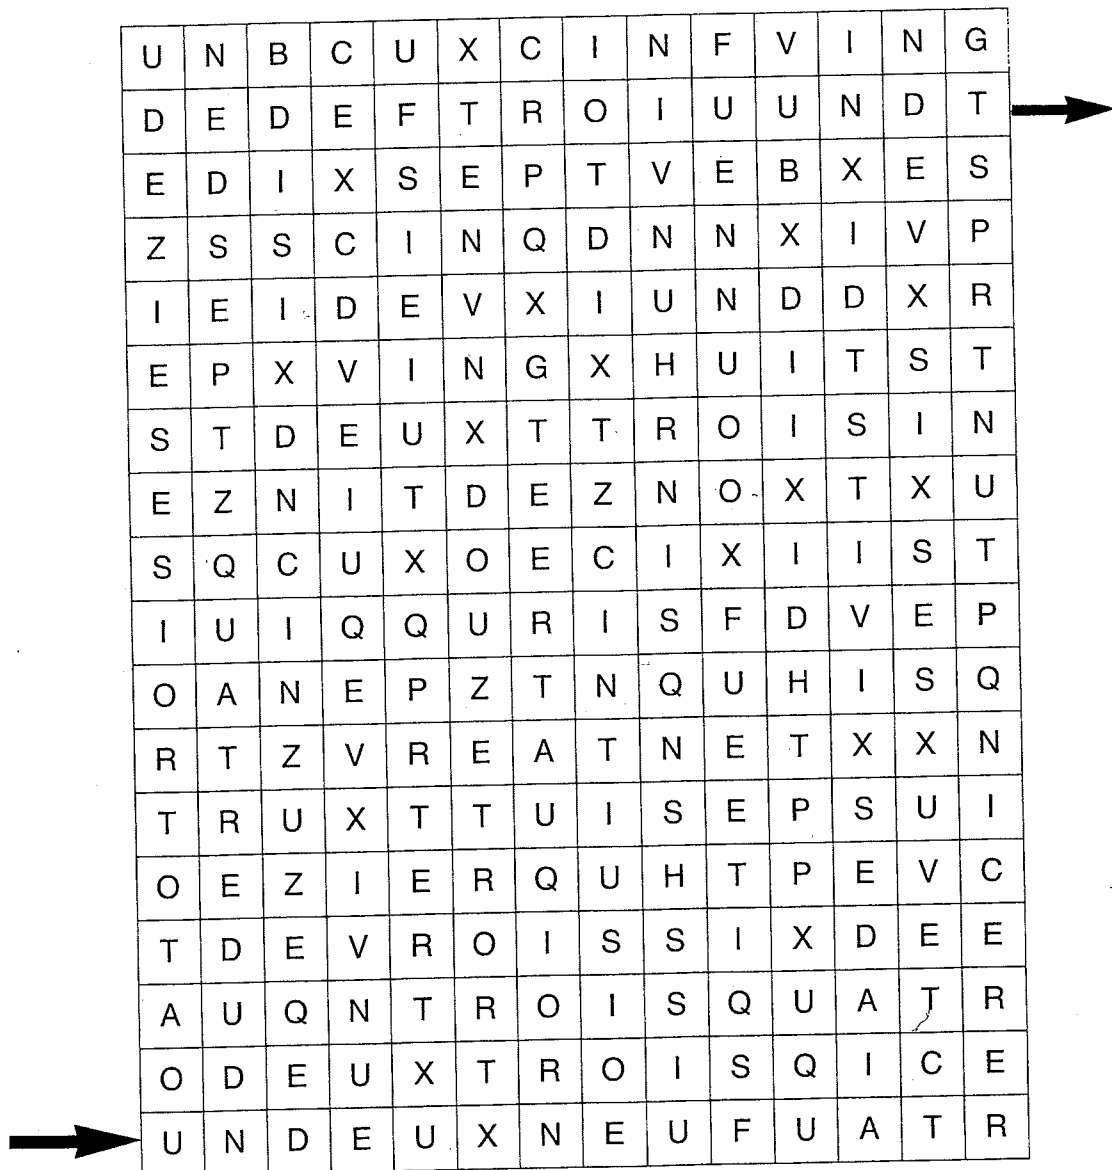 U N B C U X C I N F V I N G
D E D E F T R O I U U N D T
E D I X S E P T V E B X E S
Z S S C I N Q D N N X I V P
I E I D E V X I U N D D X R
E P X V I N G X H U I T S T
S T D E U X T T R O I S I N
E Z N I T D E Z N O X T X U
S Q C U X O E C I X I I S T
I U I Q Q U R I S F D V E P
O A N E P Z T N Q U H I S Q
R T Z V R E A T N E T X X N
T R U X T T U I S E P S U I
O E Z I E R Q U H T P E V C
T D E V R O I S S I X D E E
A U Q N T R O I S Q U A T R
O D E U X T R O I S Q I C E
U N D E U X N E U F U A T R